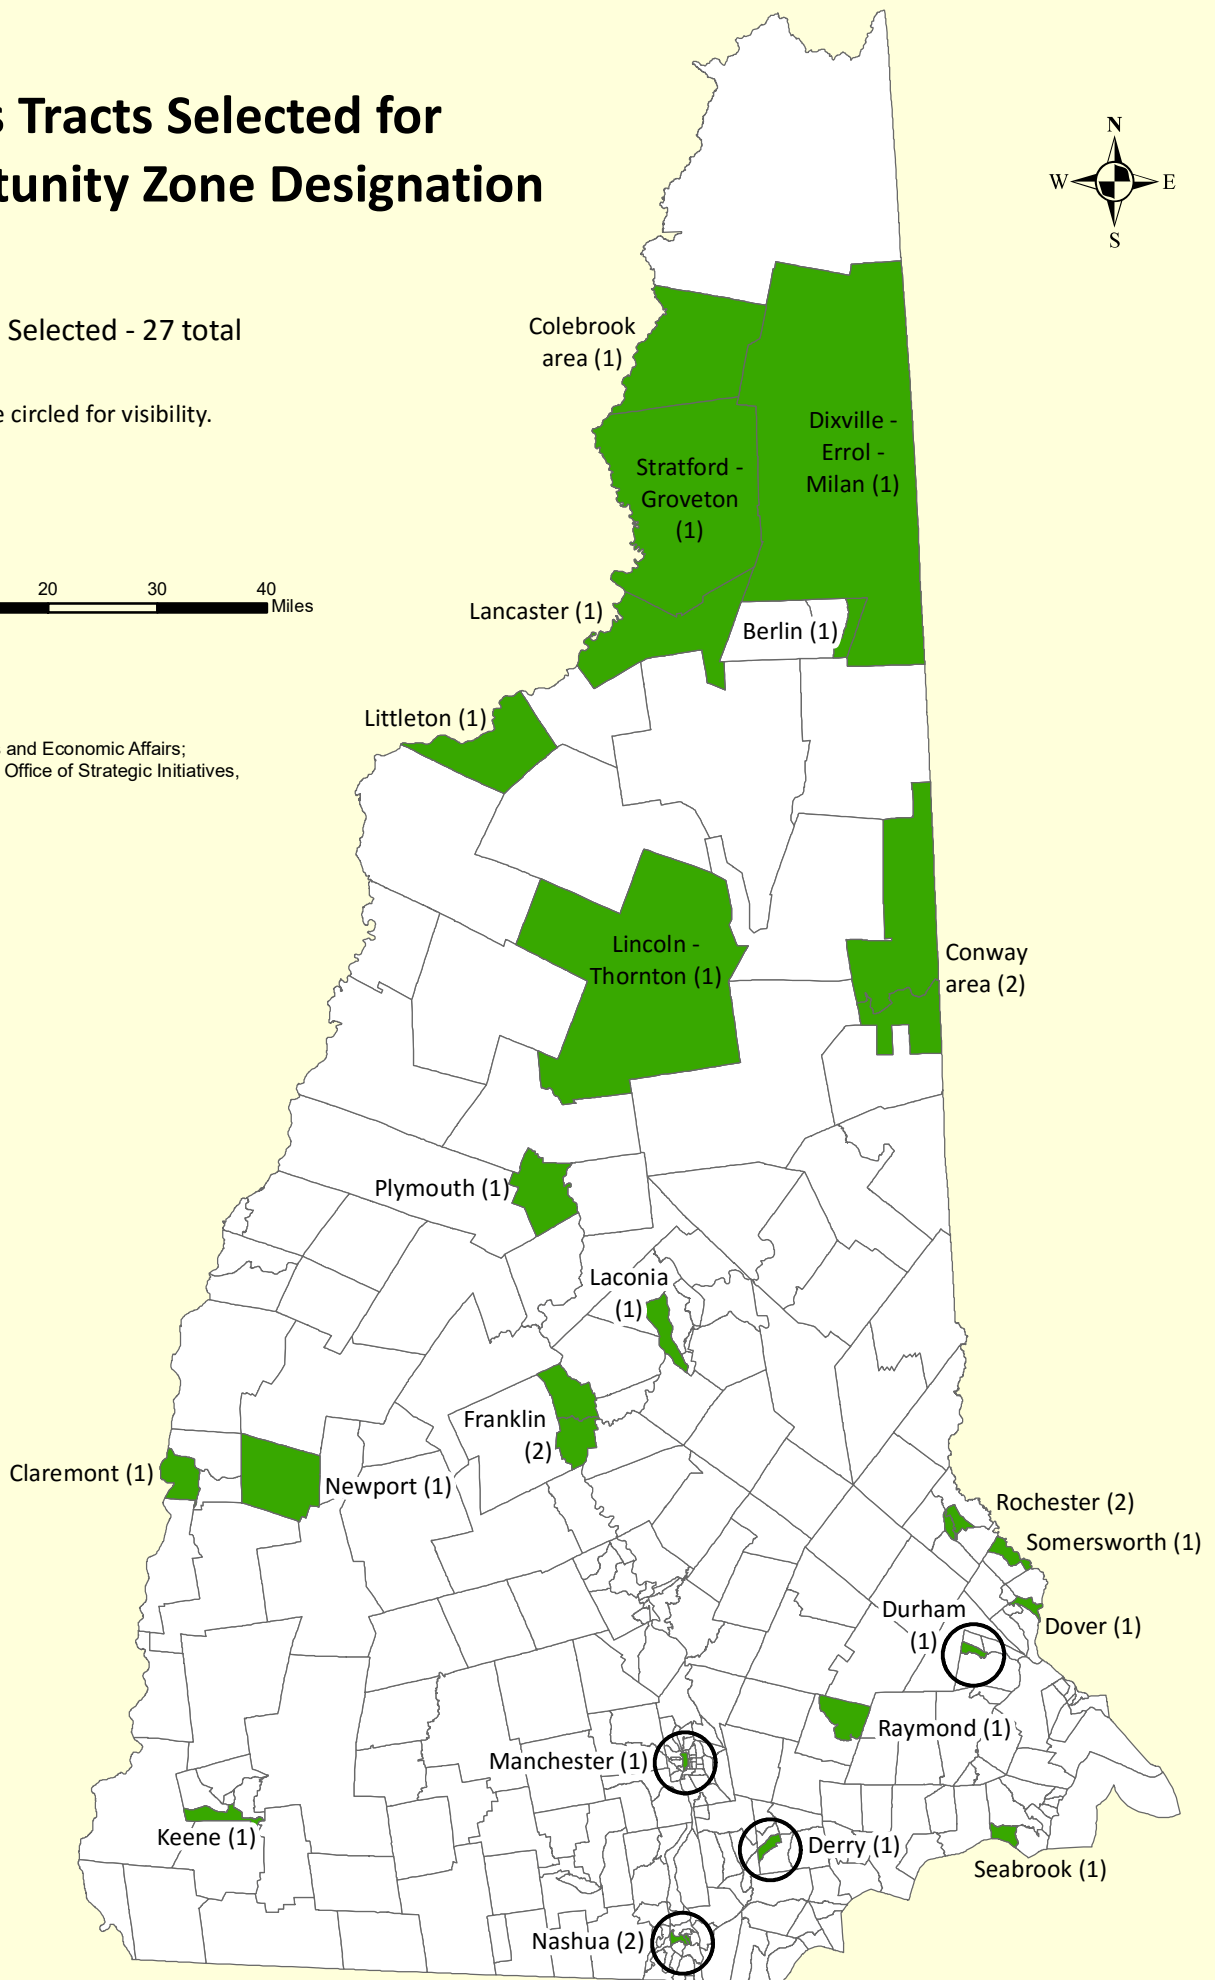 s Tracts Selected for
tunity Zone Designation
N
W E
S
Selected - 27 total
e circled for visibility.
20 30 40
Miles
s and Economic Affairs;
Office of Strategic Initiatives,
Colebrook
area (1)
Dixville -
Errol -
Milan (1)
Stratford -
Groveton
(1)
Lancaster (1)
Berlin (1)
Littleton (1)
Lincoln -
Thornton (1)
Conway
area (2)
Plymouth (1)
Laconia
(1)
Franklin
(2)
Claremont (1)
Newport (1)
Rochester (2)
Somersworth (1)
Durham
(1)
Dover (1)
Raymond (1)
Manchester (1)
Keene (1)
Derry (1)
Seabrook (1)
Nashua (2)